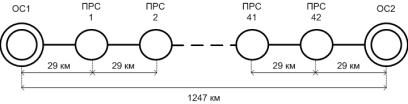 ОС1 ПРС ПРС ПРС ПРС ОС2
1 2 41 42
29 км 29 км 29 км 29 км
1247 км